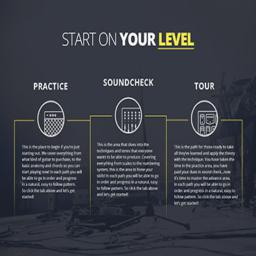 START ON YOUR LEVEL
PRACTICE
This is the place to begin if you're just
starting out. We cover everything from
what kind of guitar to purchase, to the
basic anatomy and chords so you can
start playing now! In each path you will
be able to go in order and progress
in a natural, easy to follow pattern.
So click the tab above and let's get
started!
SOUNDCHECK
This is the area that dives into the
techniques and terms that everyone
wants to be able to produce. Covering
everything from scales to the numbering
system, this is the area to hone your
skills! In each path you will be able to go
in order and progress in a natural, easy
to follow pattern. So click the tab above
and let's get started!
TOUR
This is the path for those ready to take
all they've learned and apply the theory
with the technique. You have taken the
time in the practice area, you have
paid your dues in sound check, now
it's time to master the advance area.
In each path you will be able to go in
order and progress in a natural, easy
to follow pattern. So click the tab above
and let's get started!